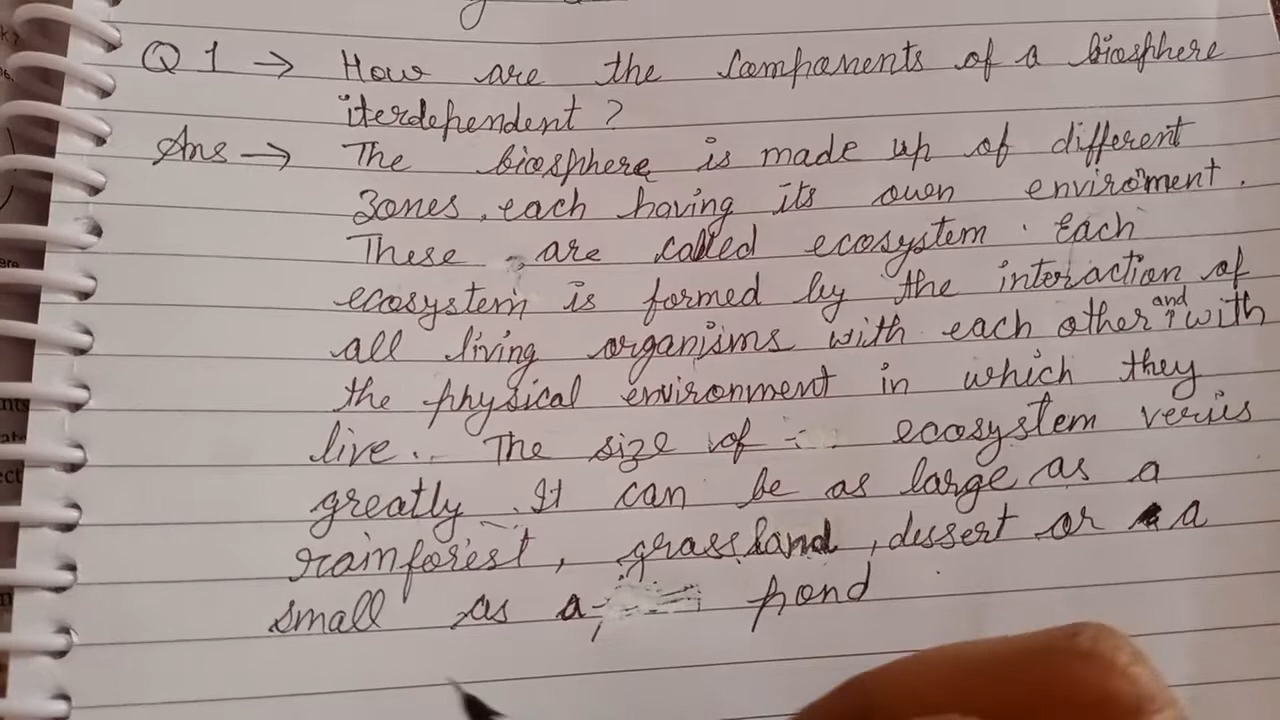 Q 1 → How are the components of a biosphere
iterdependent ?
Ans → The biosphere is made up of different
zones, each having its own enviroment.
These are called ecosystem. Each
ecosystem is formed by the interaction of
all living organisms with each other and with
the physical environment in which they
live.. The size of ecosystem veries
greatly. It can be as large as a
rainforest, grassland, dessert or a
small as a pond